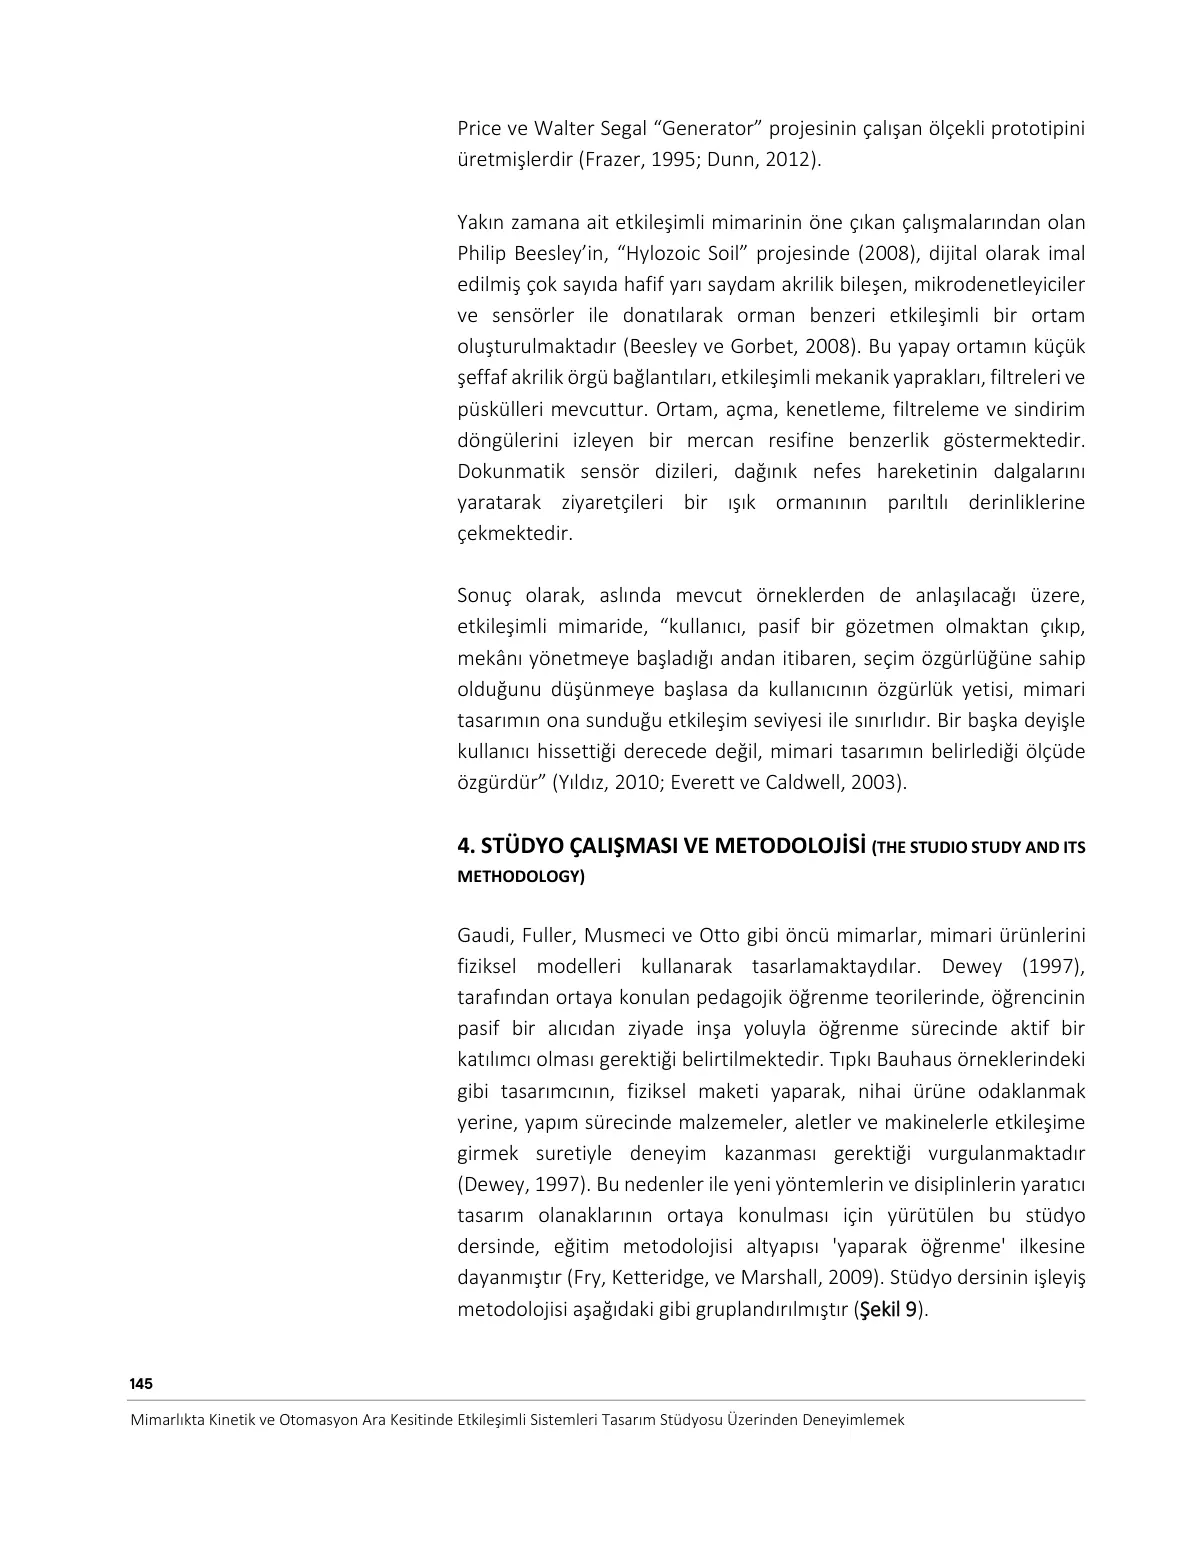 Price ve Walter Segal “Generator” projesinin çalışan ölçekli prototipini
üretmişlerdir (Frazer, 1995; Dunn, 2012).
Yakın zamana ait etkileşimli mimarinin öne çıkan çalışmalarından olan
Philip Beesley’in, “Hylozoic Soil” projesinde (2008), dijital olarak imal
edilmiş çok sayıda hafif yarı saydam akrilik bileşen, mikrodenetleyiciler
ve sensörler ile donatılarak orman benzeri etkileşimli bir ortam
oluşturulmaktadır (Beesley ve Gorbet, 2008). Bu yapay ortamın küçük
şeffaf akrilik örgü bağlantıları, etkileşimli mekanik yaprakları, filtreleri ve
püskülleri mevcuttur. Ortam, açma, kenetleme, filtreleme ve sindirim
döngülerini izleyen bir mercan resifine benzerlik göstermektedir.
Dokunmatik sensör dizileri, dağınık nefes hareketinin dalgalarını
yaratarak ziyaretçileri bir ışık ormanının parıltılı derinliklerine
çekmektedir.
Sonuç olarak, aslında mevcut örneklerden de anlaşılacağı üzere,
etkileşimli mimaride, “kullanıcı, pasif bir gözetmen olmaktan çıkıp,
mekânı yönetmeye başladığı andan itibaren, seçim özgürlüğüne sahip
olduğunu düşünmeye başlasa da kullanıcının özgürlük yetisi, mimari
tasarımın ona sunduğu etkileşim seviyesi ile sınırlıdır. Bir başka deyişle
kullanıcı hissettiği derecede değil, mimari tasarımın belirlediği ölçüde
özgürdür” (Yıldız, 2010; Everett ve Caldwell, 2003).
4. STÜDYO ÇALIŞMASI VE METODOLOJİSİ (THE STUDIO STUDY AND ITS
METHODOLOGY)
Gaudi, Fuller, Musmeci ve Otto gibi öncü mimarlar, mimari ürünlerini
fiziksel modelleri kullanarak tasarlamaktaydılar. Dewey (1997),
tarafından ortaya konulan pedagojik öğrenme teorilerinde, öğrencinin
pasif bir alıcıdan ziyade inşa yoluyla öğrenme sürecinde aktif bir
katılımcı olması gerektiği belirtilmektedir. Tıpkı Bauhaus örneklerindeki
gibi tasarımcının, fiziksel maketi yaparak, nihai ürüne odaklanmak
yerine, yapım sürecinde malzemeler, aletler ve makinelerle etkileşime
girmek suretiyle deneyim kazanması gerektiği vurgulanmaktadır
(Dewey, 1997). Bu nedenler ile yeni yöntemlerin ve disiplinlerin yaratıcı
tasarım olanaklarının ortaya konulması için yürütülen bu stüdyo
dersinde, eğitim metodolojisi altyapısı 'yaparak öğrenme' ilkesine
dayanmıştır (Fry, Ketteridge, ve Marshall, 2009). Stüdyo dersinin işleyiş
metodolojisi aşağıdaki gibi gruplandırılmıştır (Şekil 9).
145
Mimarlıkta Kinetik ve Otomasyon Ara Kesitinde Etkileşimli Sistemleri Tasarım Stüdyosu Üzerinden Deneyimlemek